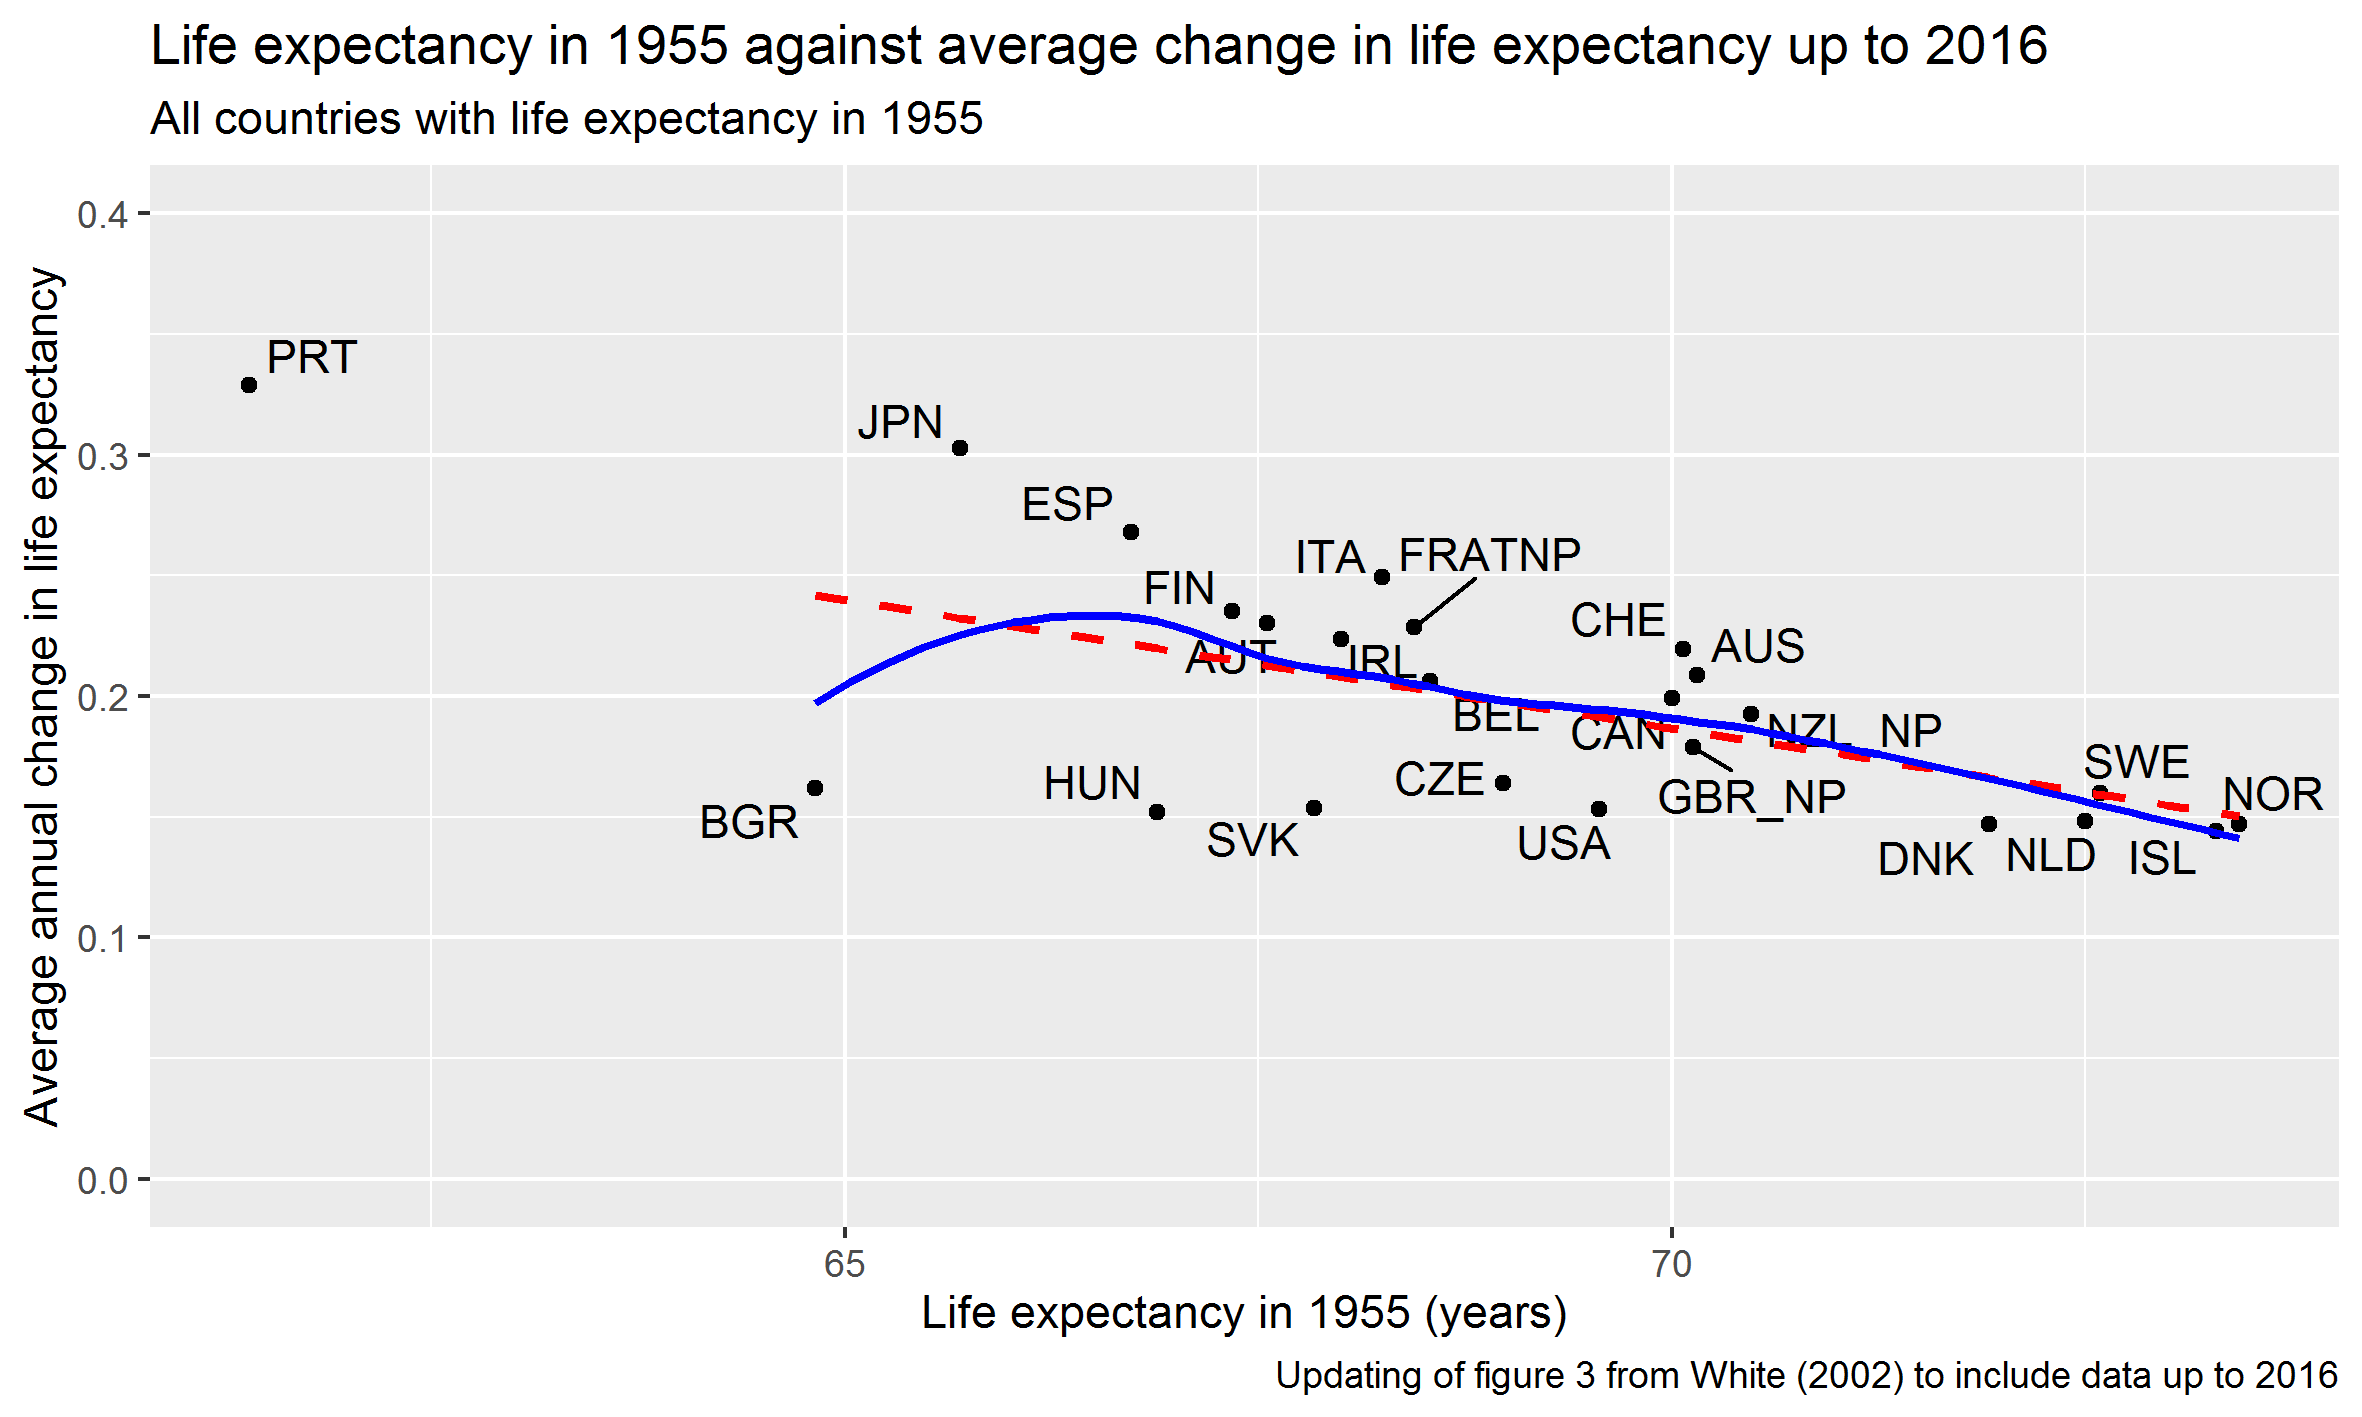 Life expectancy in 1955 against average change in life expectancy up to 2016
All countries with life expectancy in 1955
Average annual change in life expectancy
0.4
0.3
0.2
0.1
0.0
PRT
JPN
ESP
FIN
ITA
FRATNP
CHE
AUS
AUT
IRL
BEL
CAN
NZL_NP
SWE
NOR
BGR
HUN
SVK
CZE
USA
GBR_NP
DNK
NLD
ISL
65
70
Life expectancy in 1955 (years)
Updating of figure 3 from White (2002) to include data up to 2016